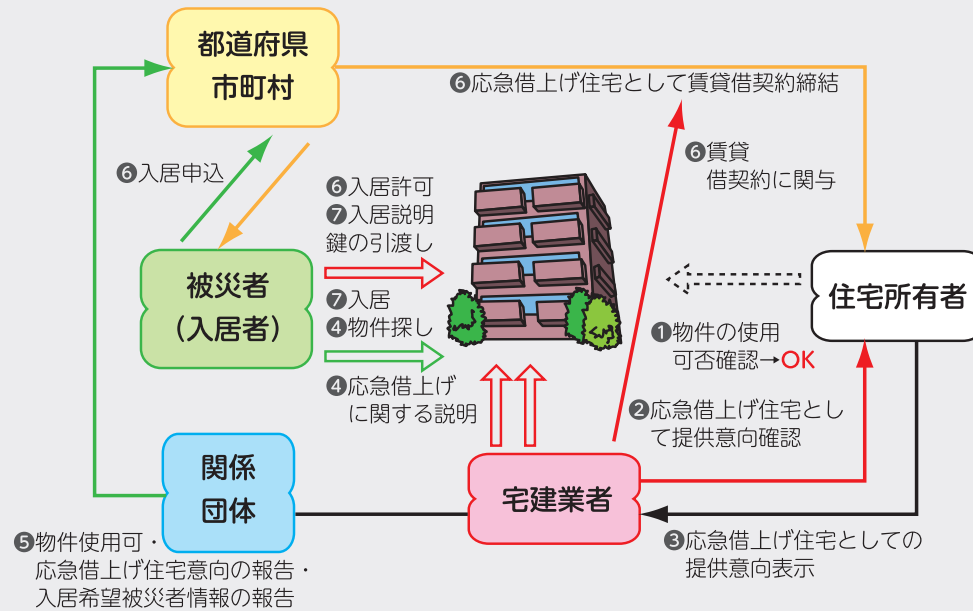 都道府県
市町村
❻応急借上げ住宅として賃貸借契約締結
❻賃貸
借契約に関与
❻入居申込
❻入居許可
❼入居説明
鍵の引渡し
❼入居
❹物件探し
❹応急借上げ
に関する説明
被災者
（入居者）
住宅所有者
❶物件の使用
可否確認→OK
❷応急借上げ住宅とし
て提供意向確認
関係
団体
宅建業者
❸応急借上げ住宅としての
提供意向表示
❺物件使用可・
応急借上げ住宅意向の報告・
入居希望被災者情報の報告